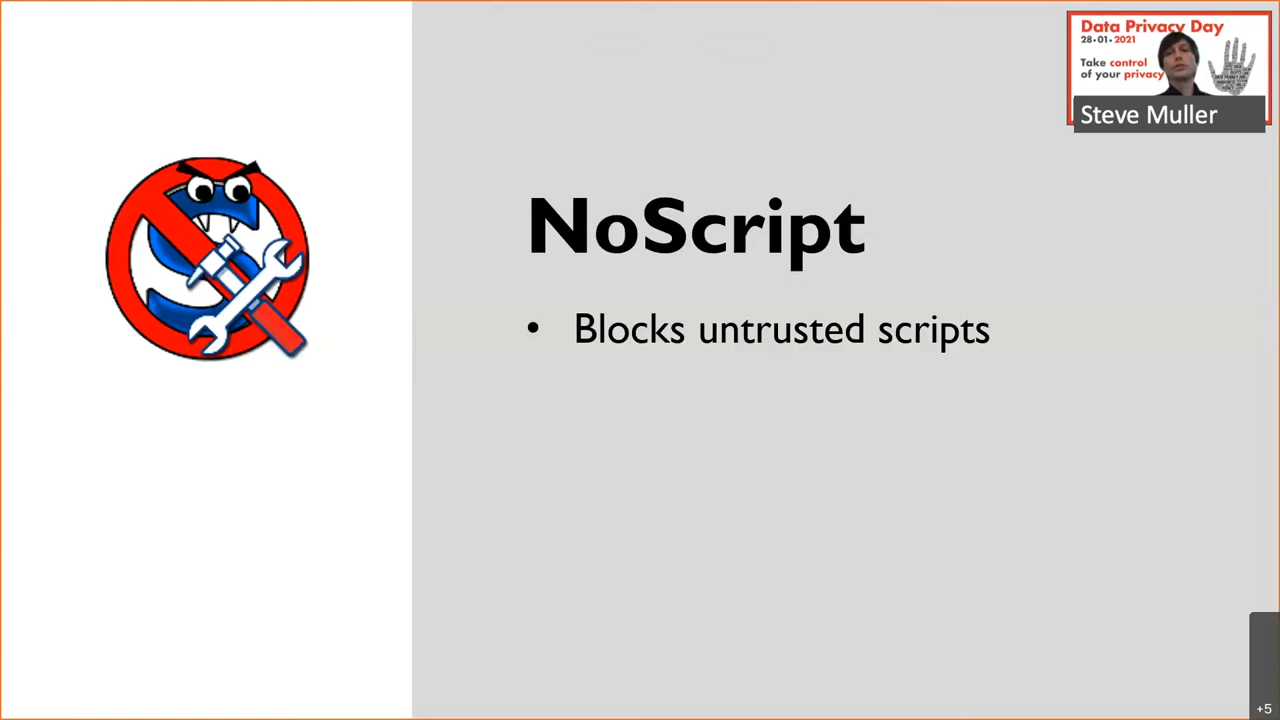 Data Privacy Day
28•01•2021
Take control
of your privacy
Steve Muller
NoScript
• Blocks untrusted scripts
+5